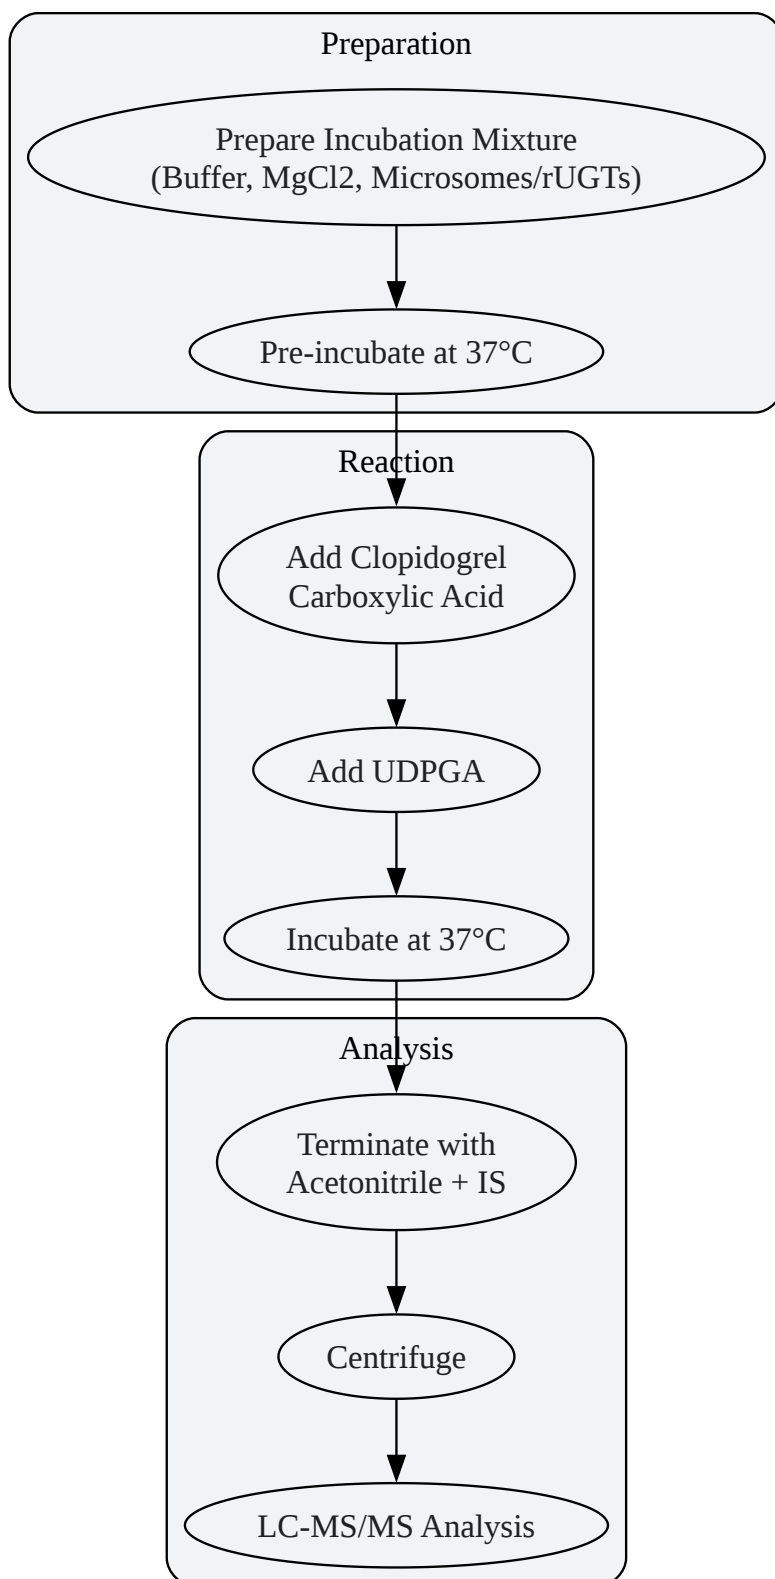 Preparation
Prepare Incubation Mixture
(Buffer, MgCl2, Microsomes/rUGTs)
Pre-incubate at 37°C
Reaction
Add Clopidogrel
Carboxylic Acid
Add UDPGA
Incubate at 37°C
Analysis
Terminate with
Acetonitrile + IS
Centrifuge
LC-MS/MS Analysis